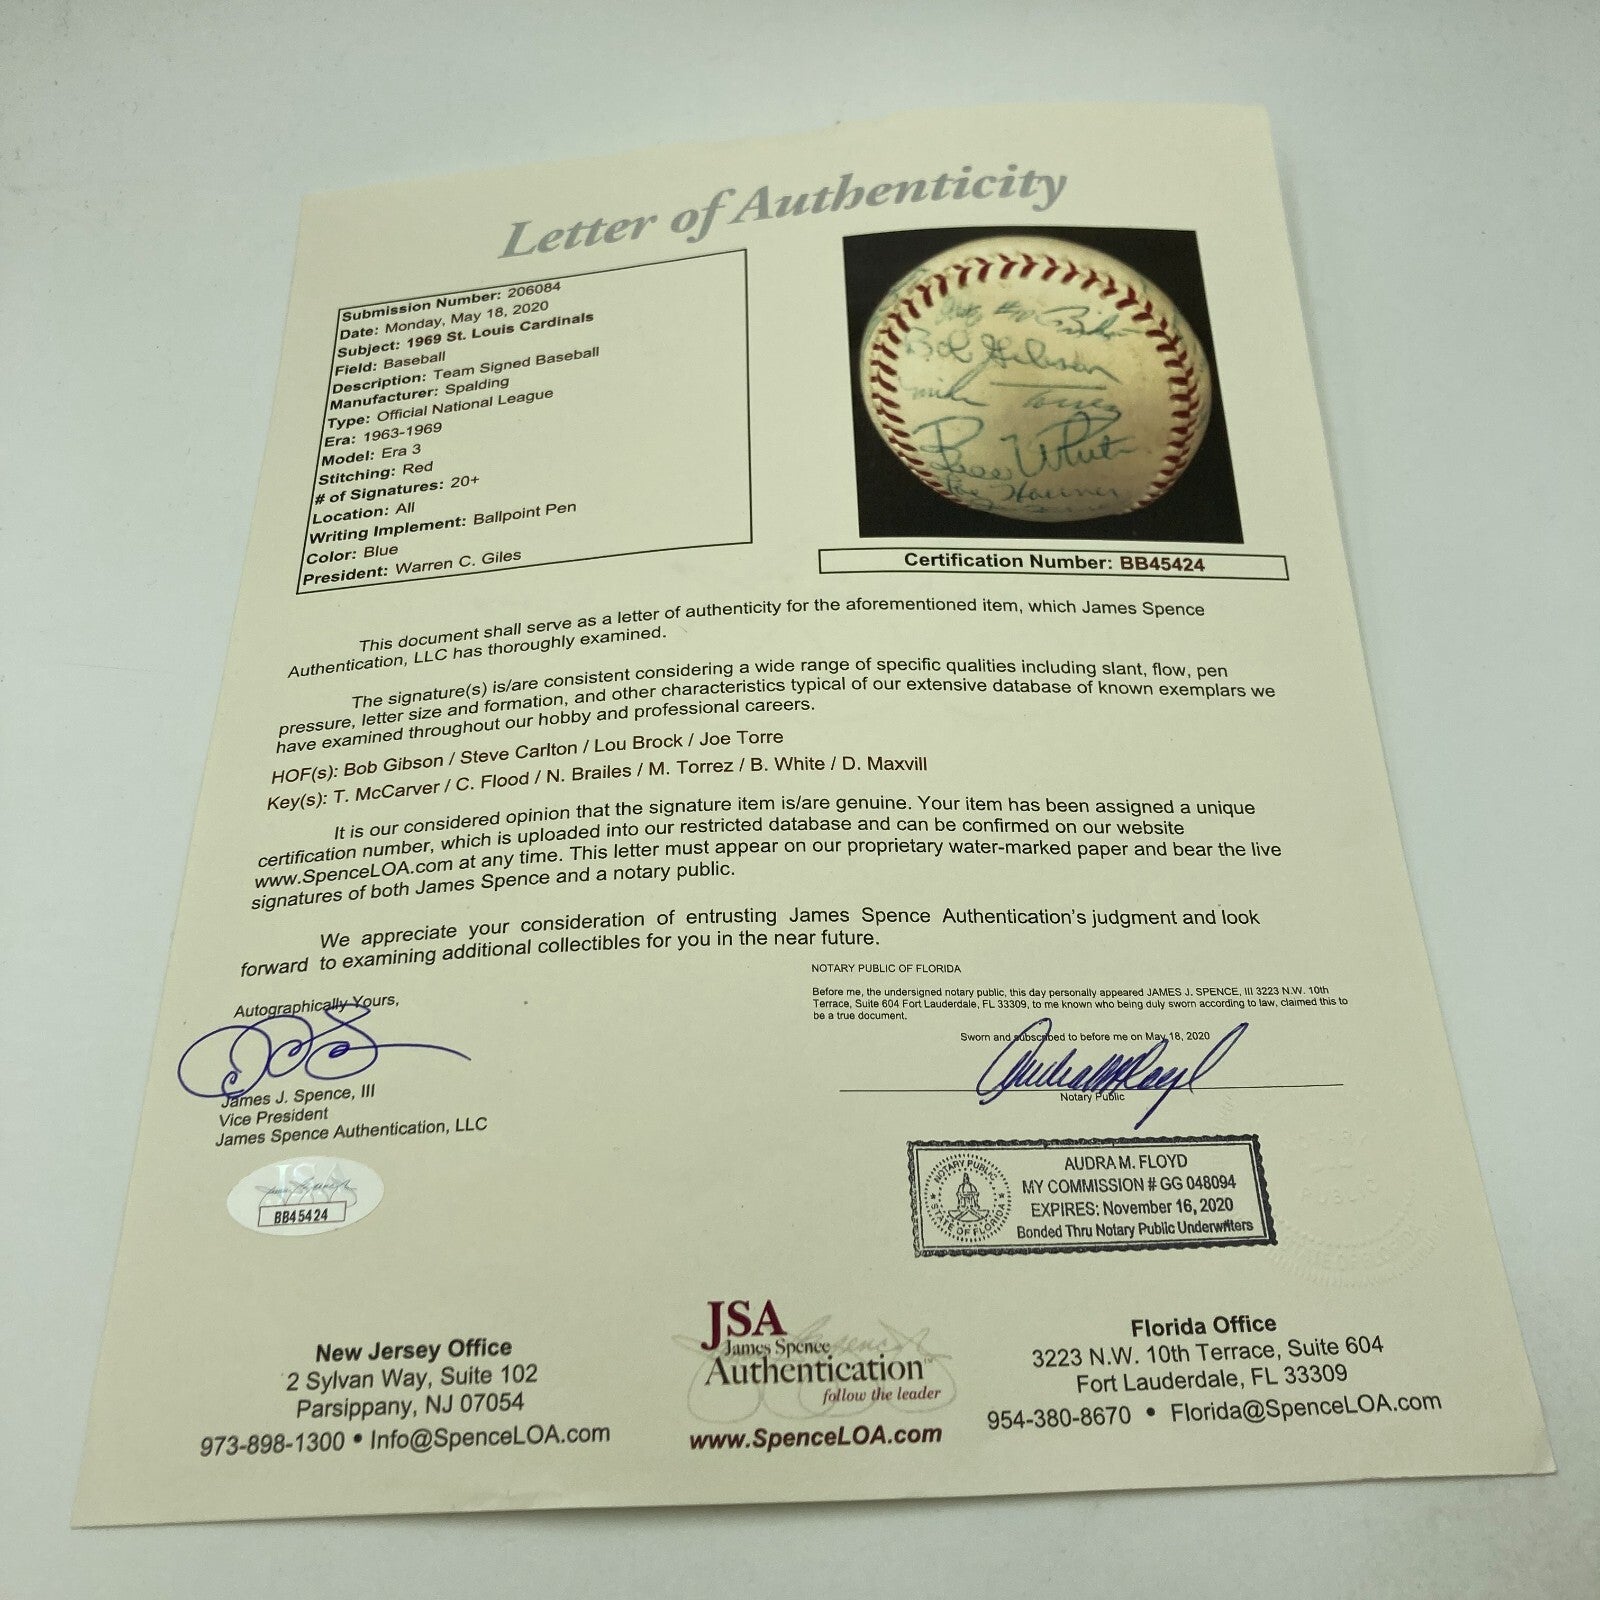 Letter of Authenticity
Submission Number: 206084
Date: Monday, May 18, 2020
Subject: 1969 St. Louis Cardinals
Field: Baseball
Description: Team Signed Baseball
Manufacturer: Spalding
Type: Official National League
Era: 1963-1969
Model: Era 3
Stitching: Red
# of Signatures: 20+
Location: All
Writing Implement: Ballpoint Pen
Color: Blue
President: Warren C. Giles
Bob Gibson
Mike Torrez
Bill White
Joe Hoerner
Certification Number: BB45424
This document shall serve as a letter of authenticity for the aforementioned item, which James Spence
Authentication, LLC has thoroughly examined.
The signature(s) is/are consistent considering a wide range of specific qualities including slant, flow, pen
pressure, letter size and formation, and other characteristics typical of our extensive database of known exemplars we
have examined throughout our hobby and professional careers.
HOF(s): Bob Gibson / Steve Carlton / Lou Brock / Joe Torre
Key(s): T. McCarver / C. Flood / N. Brailes / M. Torrez / B. White / D. Maxvill
It is our considered opinion that the signature item is/are genuine. Your item has been assigned a unique
certification number, which is uploaded into our restricted database and can be confirmed on our website
www.SpenceLOA.com at any time. This letter must appear on our proprietary water-marked paper and bear the live
signatures of both James Spence and a notary public.
We appreciate your consideration of entrusting James Spence Authentication's judgment and look
forward to examining additional collectibles for you in the near future.
Autographically Yours,
James J. Spence, III
Vice President
James Spence Authentication, LLC
JSA
BB45424
NOTARY PUBLIC OF FLORIDA
Before me, the undersigned notary public, this day personally appeared JAMES J. SPENCE, III 3223 N.W. 10th
Terrace, Suite 604 Fort Lauderdale, FL 33309, to me known who being duly sworn according to law, claimed this to
be a true document.
Sworn and subscribed to before me on May 18, 2020
Notary Public
NOTARY PUBLIC
STATE OF FLORIDA
AUDRA M. FLOYD
MY COMMISSION # GG 048094
EXPIRES: November 16, 2020
Bonded Thru Notary Public Underwriters
New Jersey Office
2 Sylvan Way, Suite 102
Parsippany, NJ 07054
973-898-1300 • Info@SpenceLOA.com
JSA
James Spence
Authentication™
follow the leader
www.SpenceLOA.com
Florida Office
3223 N.W. 10th Terrace, Suite 604
Fort Lauderdale, FL 33309
954-380-8670 • Florida@SpenceLOA.com